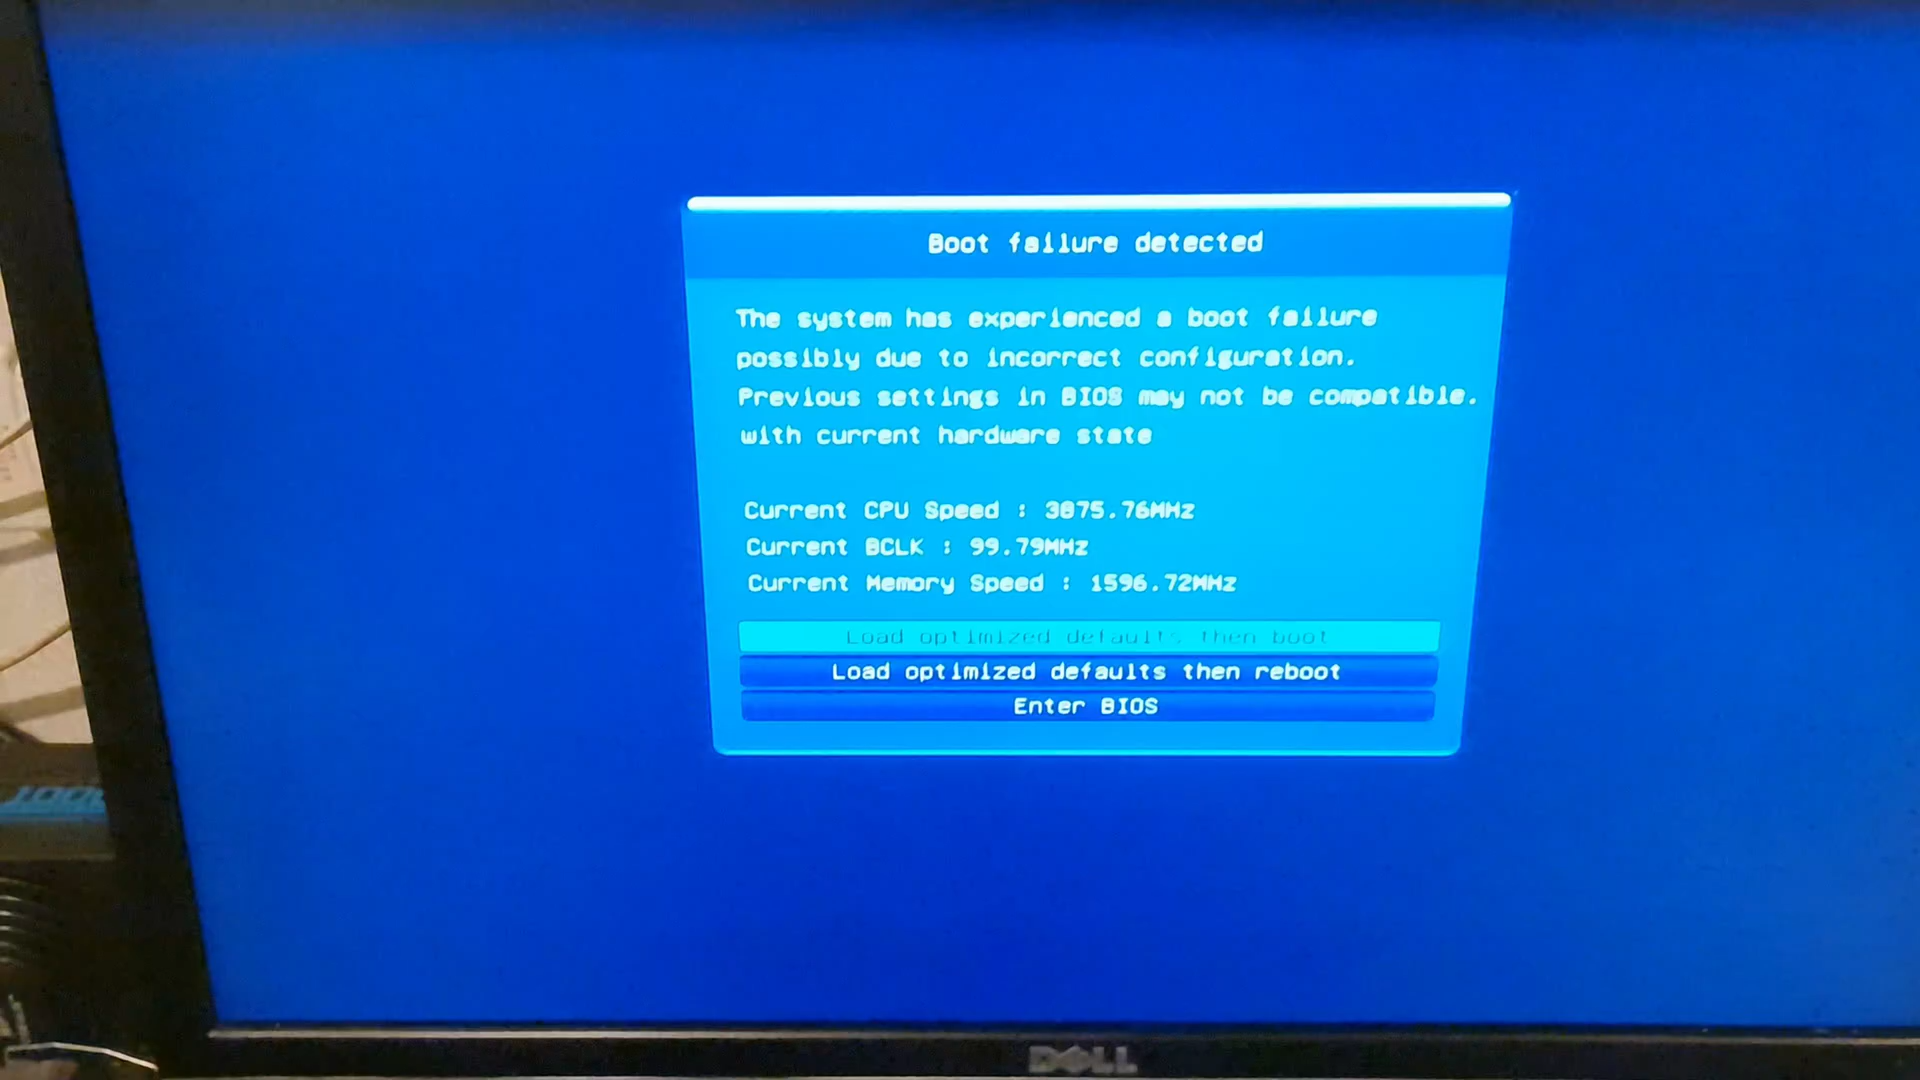 Boot failure detected
The system has experienced a boot failure
possibly due to incorrect configuration.
Previous settings in BIOS may not be compatible.
with current hardware state
Current CPU Speed : 3875.76MHz
Current BCLK : 99.79MHz
Current Memory Speed : 1596.72MHz
Load optimized defaults then boot
Load optimized defaults then reboot
Enter BIOS
DELL